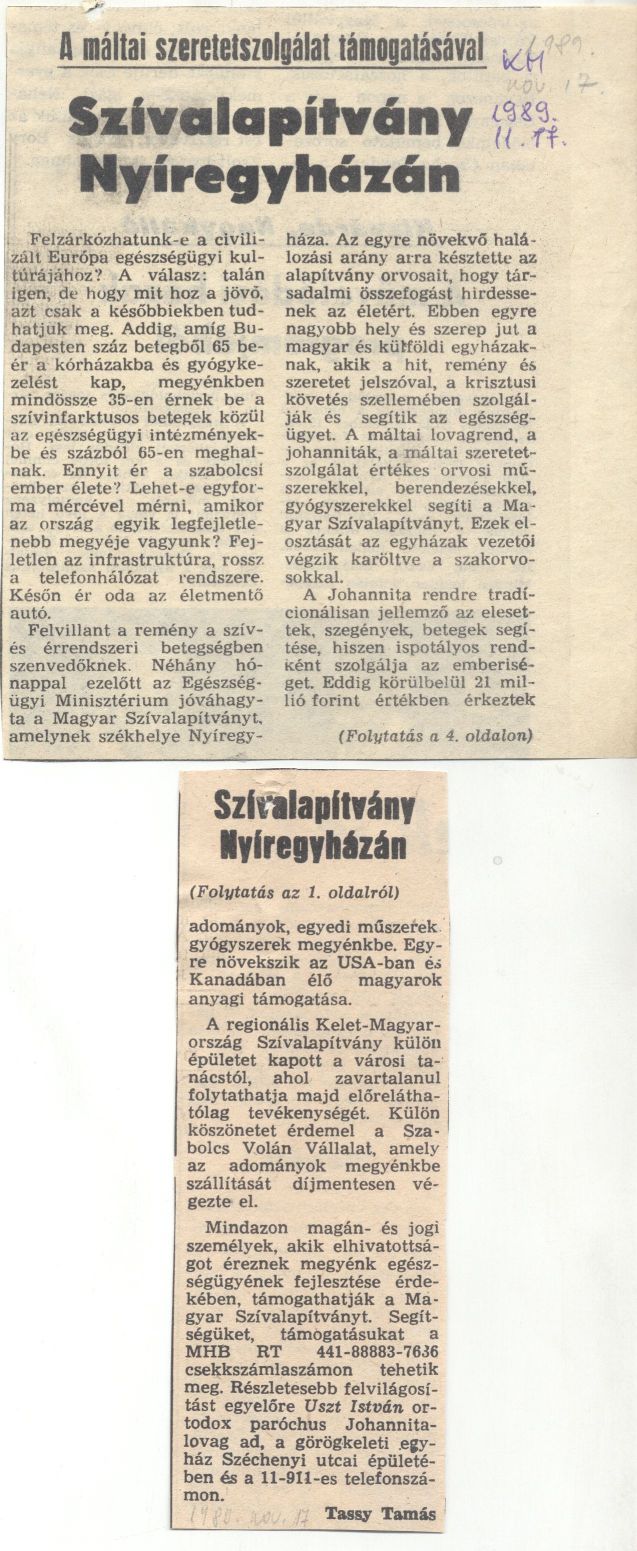 A máltai szeretetszolgálat támogatásával
1989.
nov. 17.
KM
1989.
11. 17.
Szívalapítvány
Nyíregyházán
Felzárkózhatunk-e a civili-
zált Európa egészségügyi kul-
túrájához? A válasz: talán
igen, de hogy mit hoz a jövő,
azt csak a későbbiekben tud-
hatjuk meg. Addig, amíg Bu-
dapesten száz betegből 65 be-
ér a kórházakba és gyógyke-
zelést kap, megyénkben
mindössze 35-en érnek be a
szívinfarktusos betegek közül
az egészségügyi intézmények-
be és százból 65-en meghal-
nak. Ennyit ér a szabolcsi
ember élete? Lehet-e egyfor-
ma mércével mérni, amikor
az ország egyik legfejletle-
nebb megyéje vagyunk? Fej-
letlen az infrastruktúra, rossz
a telefonhálózat rendszere.
Későn ér oda az életmentő
autó.
Felvillant a remény a szív-
és érrendszeri betegségben
szenvedőknek. Néhány hó-
nappal ezelőtt az Egészség-
ügyi Minisztérium jóváhagy-
ta a Magyar Szívalapítványt,
amelynek székhelye Nyíregy-
háza. Az egyre növekvő halá-
lozási arány arra késztette az
alapítvány orvosait, hogy tár-
sadalmi összefogást hirdesse-
nek az életért. Ebben egyre
nagyobb hely és szerep jut a
magyar és külföldi egyházak-
nak, akik a hit, remény és
szeretet jelszóval, a krisztusi
követés szellemében szolgál-
ják és segítik az egészség-
ügyet. A máltai lovagrend, a
johanniták, a máltai szeretet-
szolgálat értékes orvosi mű-
szerekkel, berendezésekkel,
gyógyszerekkel segíti a Ma-
gyar Szívalapítványt. Ezek el-
osztását az egyházak vezetői
végzik karöltve a szakorvo-
sokkal.
A Johannita rendre tradí-
cionálisan jellemző az eleset-
tek, szegények, betegek segí-
tése, hiszen ispotályos rend-
ként szolgálja az emberisé-
get. Eddig körülbelül 21 mil-
lió forint értékben érkeztek
(Folytatás a 4. oldalon)
Szívalapítvány
Nyíregyházán
(Folytatás az 1. oldalról)
adományok, egyedi műszerek
gyógyszerek megyénkbe. Egy-
re növekszik az USA-ban és
Kanadában élő magyarok
anyagi támogatása.
A regionális Kelet-Magyar-
ország Szívalapítvány külön
épületet kapott a városi ta-
nácstól, ahol zavartalanul
folytathatja majd előrelátha-
tólag tevékenységét. Külön
köszönetet érdemel a Sza-
bolcs Volán Vállalat, amely
az adományok megyénkbe
szállítását díjmentesen vé-
gezte el.
Mindazon magán- és jogi
személyek, akik elhivatottsá-
got éreznek megyénk egész-
ségügyének fejlesztése érde-
kében, támogathatják a Ma-
gyar Szívalapítványt. Segít-
ségüket, támogatásukat a
MHB RT 441-88883-7636
csekkszámlaszámon tehetik
meg. Részletesebb felvilágosí-
tást egyelőre Uszt István or-
todox paróchus Johannita-
lovag ad, a görögkeleti egy-
ház Széchenyi utcai épületé-
ben és a 11-911-es telefonszá-
mon.
Tassy Tamás
1980. nov. 17